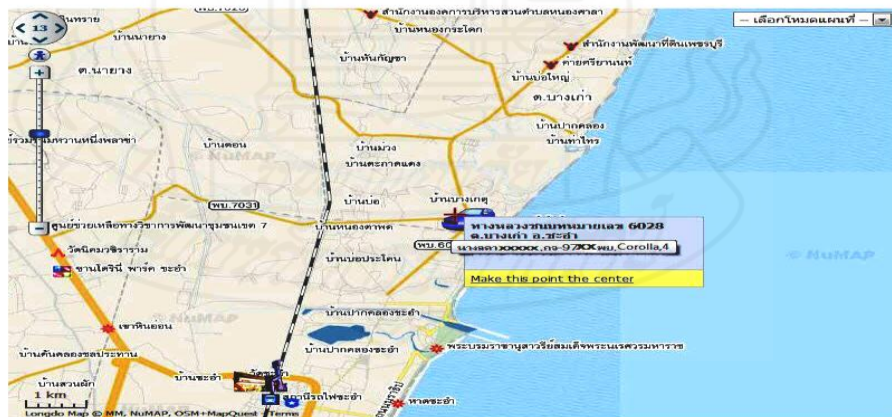 พบ.7020
สำนักงานองค์การบริหารส่วนตำบลหนองศาลา
-- เลือกโหมดแผนที่ --
13
บ้านนายาง
บ้านหนองกระโดค
สำนักงานพัฒนาที่ดินเพชรบุรี
ต.นายาง
บ้านหันกัญชา
ค่ายศรียานนท์
บ้านบ่อใหญ่
ต.บางเก่า
บ้านปากคลอง
บ้านท่าไทร
บ้านดอน
บ้านม่วง
© NuMAP
บ้านตะกาดแดง
พบ.7031
บ้านบ่อ
บ้านบางเกตุ
ศูนย์ช่วยเหลือทางวิชาการพัฒนาชุมชนเขต 7
บ้านหนองตาพด
ทางหลวงชนบทหมายเลข 6028
ต.บางเก่า อ.ชะอำ
พบ.60
Corolla,4
วัดนิคมวชิราราม
บ้านบ่อประโคน
© NuMAP
Make this point the center
ซานโตรินี พาร์ค ชะอำ
เขาหินอ่อน
บ้านปากคลองชะอำ
บ้านคันคลองชลประทาน
บ้านปากคลองชะอำ
พระบรมราชานุสาวรีย์สมเด็จพระนเรศวรมหาราช
บ้านสวนผัก
บ้านชะอำ
1 km
สถานีรถไฟชะอำ
หาดชะอำ
Longdo Map © MM, NuMAP, OSM+MapQuest | Terms